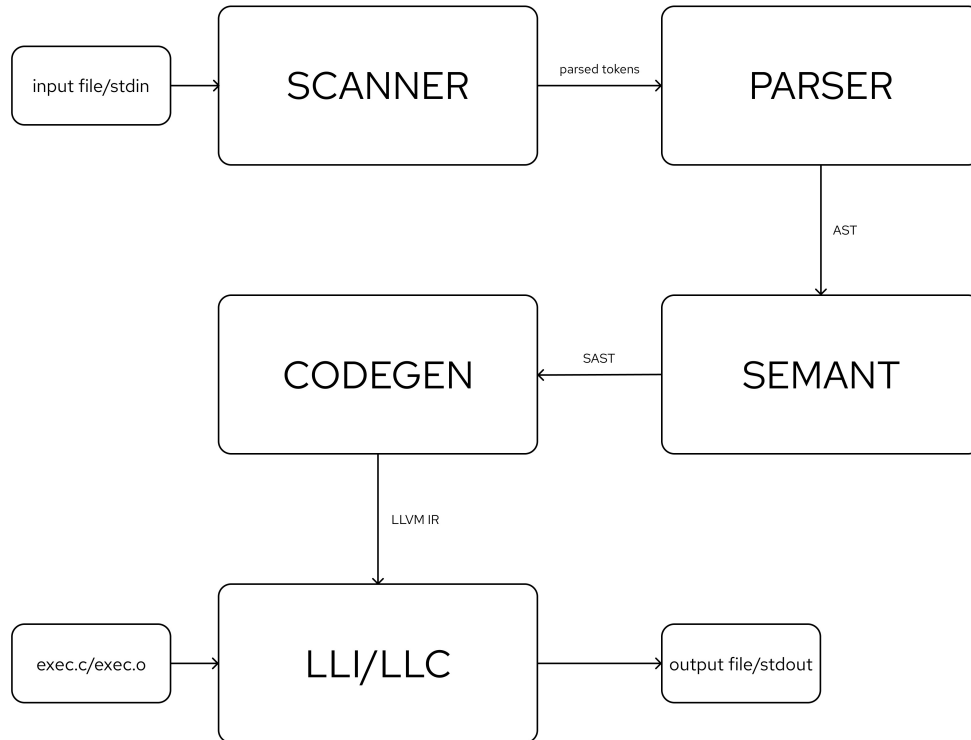 input file/stdin
SCANNER
parsed tokens
PARSER
AST
CODEGEN
SAST
SEMANT
LLVM IR
exec.c/exec.o
LLI/LLC
output file/stdout